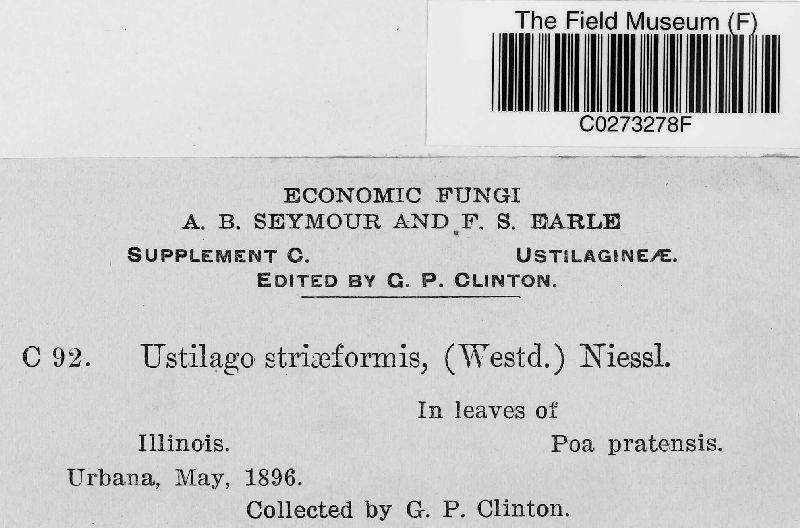 The Field Museum (F)
C0273278F
ECONOMIC FUNGI
A. B. SEYMOUR AND F. S. EARLE
SUPPLEMENT C. USTILAGINEÆ.
EDITED BY G. P. CLINTON.
C 92. Ustilago striæformis, (Westd.) Niessl.
In leaves of
Illinois. Poa pratensis.
Urbana, May, 1896.
Collected by G. P. Clinton.